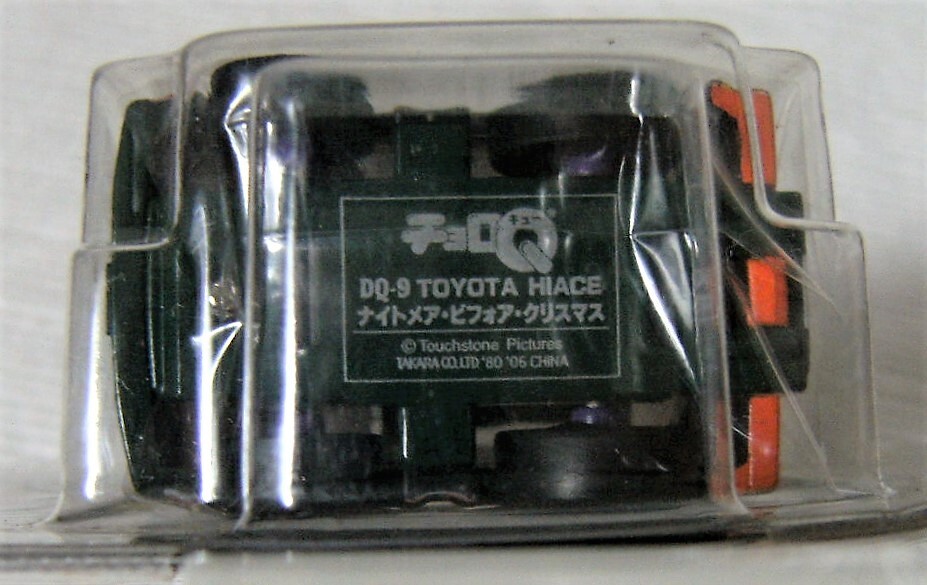 チョロQ
キュー
DQ-9 TOYOTA HIACE
ナイトメア・ビフォア・クリスマス
© Touchstone Pictures
TAKARA CO.,LTD '80 '06 CHINA